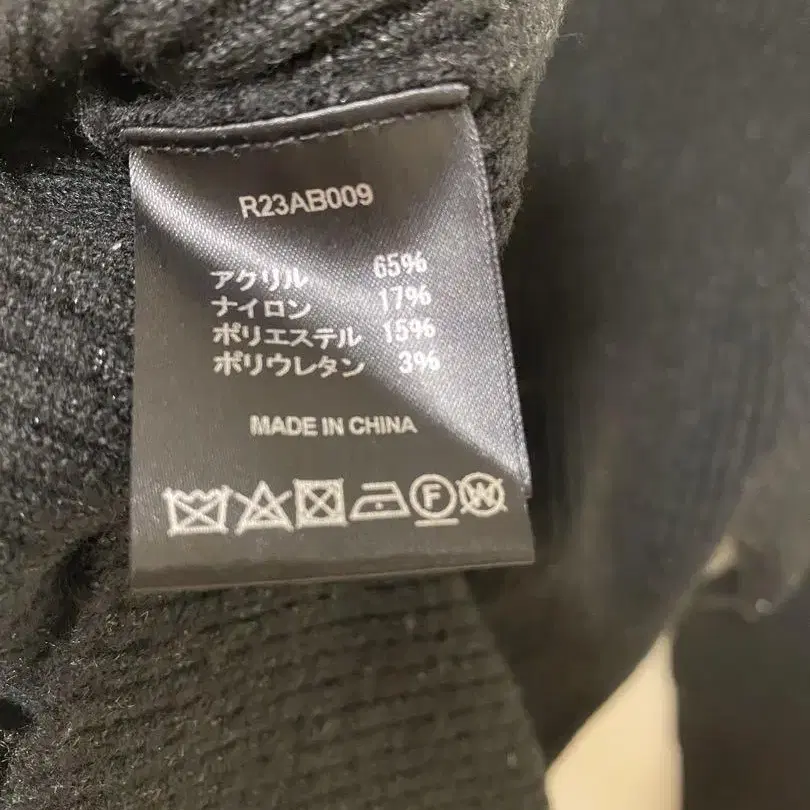 R23AB009
アクリル 65%
ナイロン 17%
ポリエステル 15%
ポリウレタン 3%
MADE IN CHINA
F W